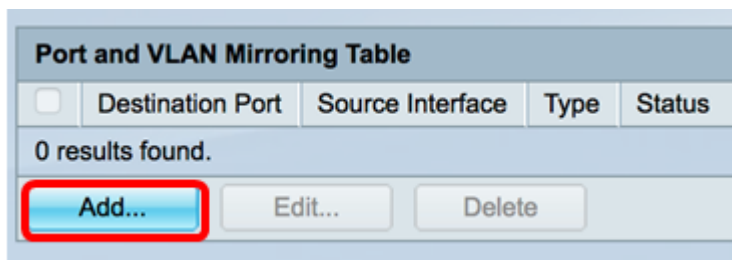 Port and VLAN Mirroring Table
Destination Port Source Interface Type Status
0 results found.
Add... Edit... Delete